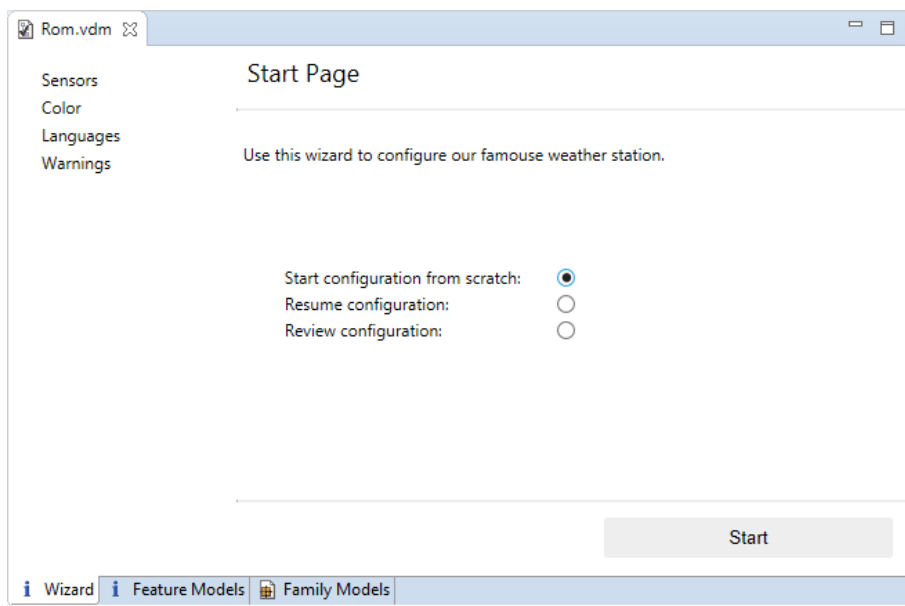 Rom.vdm
Sensors
Color
Languages
Warnings
Start Page
Use this wizard to configure our famouse weather station.
Start configuration from scratch:
Resume configuration:
Review configuration:
Start
Wizard Feature Models Family Models